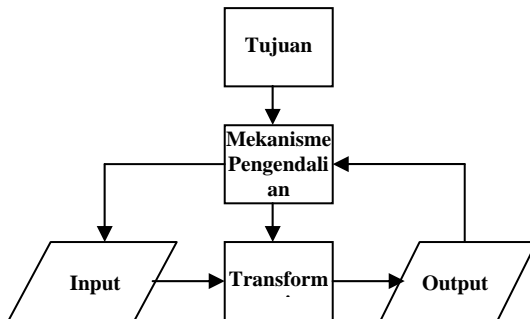 Tujuan
Mekanisme
Pengendali
an
Input
Transform
Output